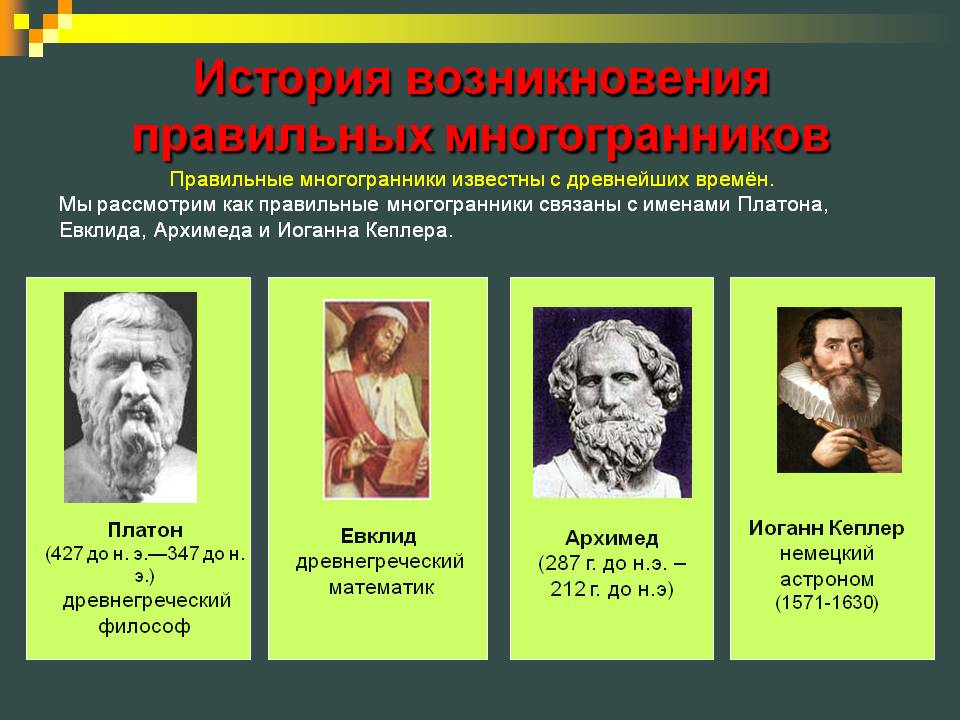 История возникновения
правильных многогранников
Правильные многогранники известны с древнейших времён.
Мы рассмотрим как правильные многогранники связаны с именами Платона,
Евклида, Архимеда и Иоганна Кеплера.
Платон
(427 до н. э.—347 до н.
э.)
древнегреческий
философ
Евклид
древнегреческий
математик
Архимед
(287 г. до н.э. –
212 г. до н.э)
Иоганн Кеплер
немецкий
астроном
(1571-1630)